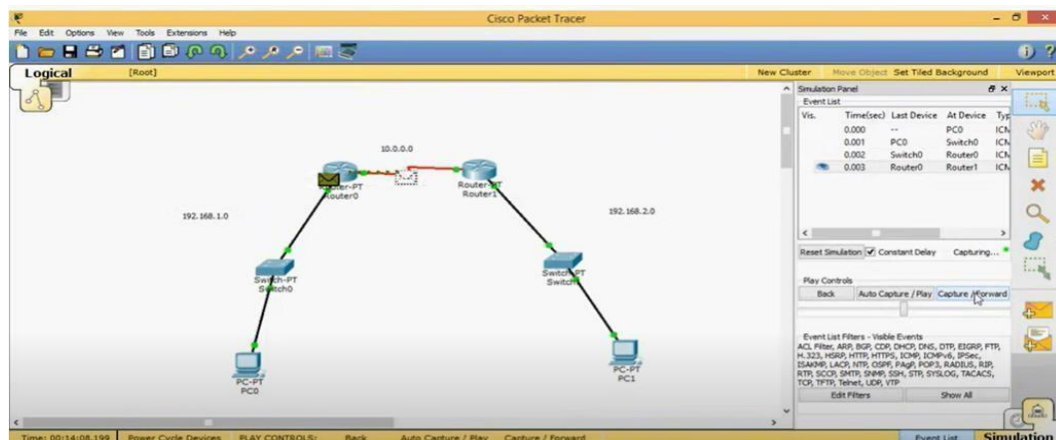 Cisco Packet Tracer
File Edit Options View Tools Extensions Help
Logical [Root] New Cluster Move Object Set Tiled Background Viewport
10.0.0.0
Router-PT
Router0
Router-PT
Router1
192.168.1.0
192.168.2.0
Switch-PT
Switch0
Switch-PT
PC-PT
PC0
PC-PT
PC1
Simulation Panel
Event List
Vis. Time(sec) Last Device At Device Typ
0.000 -- PC0 ICM
0.001 PC0 Switch0 ICM
0.002 Switch0 Router0 ICM
0.003 Router0 Router1 ICM
Reset Simulation Constant Delay Capturing...
Play Controls
Back Auto Capture / Play Capture / Forward
Event List Filters - Visible Events
ACL Filter, ARP, BGP, CDP, DHCP, DNS, DTP, EIGRP, FTP,
H.323, HSRP, HTTP, HTTPS, ICMP, ICMPv6, IPSec,
ISAKMP, LACP, NTP, OSPF, PAgP, POP3, RADIUS, RIP,
RTP, SCCP, SMTP, SNMP, SSH, STP, SYSLOG, TACACS,
TCP, TFTP, Telnet, UDP, VTP
Edit Filters Show All
Time: 00:14:08.199 Power Cycle Devices PLAY CONTROLS: Back Auto Capture / Play Capture / Forward Event List Simulation